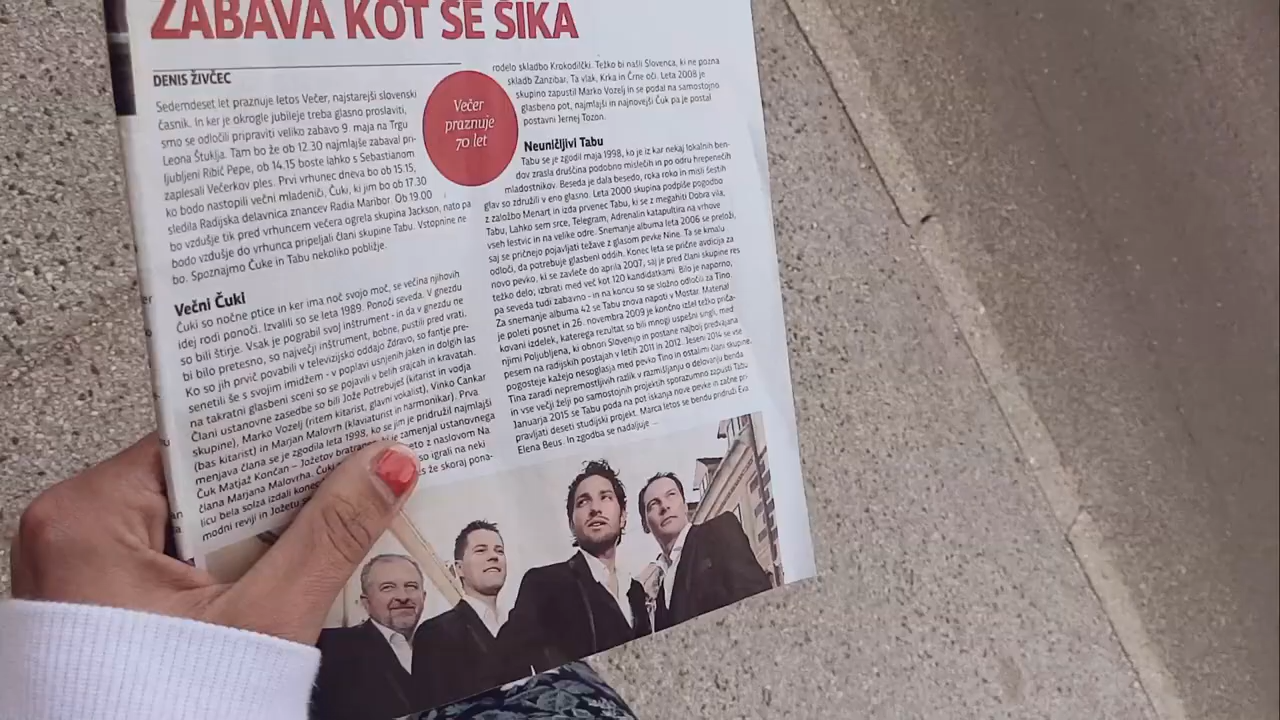 ZABAVA KOT SE ŠIKA
DENIS ŽIVČEC
Sedemdeset let praznuje letos Večer, najstarejši slovenski
časnik. In ker je okrogle jubileje treba glasno proslaviti,
smo se odločili pripraviti veliko zabavo 9. maja na Trgu
Leona Štuklja. Tam bo že ob 12.30 najmlajše zabaval pri-
ljubljeni Ribič Pepe, ob 14.15 boste lahko s Sebastianom
zaplesali Večerkov ples. Prvi vrhunec dneva bo ob 15.15,
ko bodo nastopili večni mladeniči, Čuki, ki jim bo ob 17.30
sledila Radijska delavnica znancev Radia Maribor. Ob 19.00
bo vzdušje tik pred vrhuncem večera ogrela skupina Jackson, nato pa
bodo vzdušje do vrhunca pripeljali člani skupine Tabu. Vstopnine ne
bo. Spoznajmo Čuke in Tabu nekoliko pobliže.
Večni Čuki
Čuki so nočne ptice in ker ima noč svojo moč, se večina njihovih
idej rodi ponoči. Izvalili so se leta 1989. Ponoči seveda. V gnezdu
so bili štirje. Vsak je pograbil svoj inštrument - in da v gnezdu ne
bi bilo pretesno, so največji inštrument, bobne, pustili pred vrati.
Ko so jih prvič povabili v televizijsko oddajo Zdravo, so fantje pre-
senetili še s svojim imidžem - v poplavi usnjenih jaken in dolgih las
na takratni glasbeni sceni so se pojavili v belih srajcah in kravatah.
Člani ustanovne zasedbe so bili Jože Potrebuješ (kitarist in vodja
skupine), Marko Vozelj (ritem kitarist, glavni vokalist), Vinko Cankar
(bas kitarist) in Marjan Malovrh (klaviaturist in harmonikar). Prva
menjava člana se je zgodila leta 1998, ko se jim je pridružil najmlajši
Čuk Matjaž Končan – Jožetov bratranec, ki je zamenjal ustanovnega
člana Marjana Malovrha. Čuki
licu bela solza izdali konec
modni reviji in Jožetu s
eto z naslovom Na
so igrali na neki
že skoraj pona-
Večer
praznuje
70 let
rodelo skladbo Krokodilčki. Težko bi našli Slovenca, ki ne pozna
skladb Zanzibar, Ta vlak, Krka in Črne oči. Leta 2008 je
skupino zapustil Marko Vozelj in se podal na samostojno
glasbeno pot, najmlajši in najnovejši Čuk pa je postal
postavni Jernej Tozon.
Neuničljivi Tabu
Tabu se je zgodil maja 1998, ko je iz kar nekaj lokalnih ben-
dov zrasla druščina podobno mislečih in po odru hrepenečih
mladostnikov. Beseda je dala besedo, roka roko in misli šestih
glav so združili v eno glasno. Leta 2000 skupina podpiše pogodbo
z založbo Menart in izda prvenec Tabu, ki se z megahiti Dobra vila,
Tabu, Lahko sem srce, Telegram, Adrenalin katapultira na vrhove
vseh lestvic in na velike odre. Snemanje albuma leta 2006 se preloži,
saj se pričnejo pojavljati težave z glasom pevke Nine. Ta se kmalu
odloči, da potrebuje glasbeni oddih. Konec leta se prične avdicija za
novo pevko, ki se zavleče do aprila 2007, saj je pred člani skupine res
težko delo; izbrati med več kot 120 kandidatkami. Bilo je naporno,
pa seveda tudi zabavno - in na koncu so se složno odločili za Tino.
Za snemanje albuma 42 se Tabu znova napoti v Mostar. Material
je poleti posnet in 26. novembra 2009 je končno izšel težko priča-
kovani izdelek, katerega rezultat so bili mnogi uspešni singli, med
njimi Poljubljena, ki obnori Slovenijo in postane najbolj predvajana
pesem na radijskih postajah v letih 2011 in 2012. Jeseni 2014 se vse
pogosteje kažejo nesoglasja med pevko Tino in ostalimi člani skupine.
Tina zaradi nepremostljivih razlik v razmišljanju o delovanju benda
in vse večji želji po samostojnih projektih sporazumno zapusti Tabu.
Januarja 2015 se Tabu poda na pot iskanja nove pevke in začne pri-
pravljati deseti studijski projekt. Marca letos se bendu pridruži Eva
Elena Beus. In zgodba se nadaljuje ...